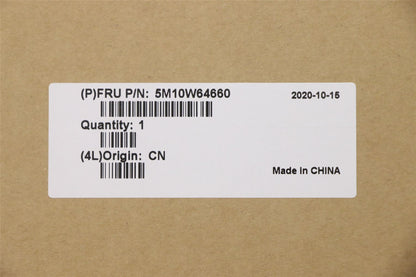 (P)FRU P/N: 5M10W64660
2020-10-15
Quantity: 1
(4L)Origin: CN
Made in CHINA